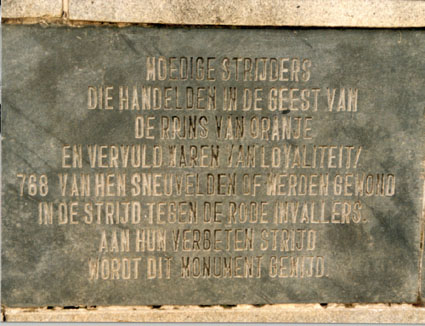 MOEDIGE STRIJDERS
DIE HANDELDEN IN DE GEEST VAN
DE PRINS VAN ORANJE
EN VERVULD WAREN VAN LOYALITEIT/
768 VAN HEN SNEUVELDEN OF WERDEN GEWOND
IN DE STRIJD TEGEN DE RODE INVALLERS.
AAN HUN VERBETEN STRIJD
WORDT DIT MONUMENT GEWIJD.